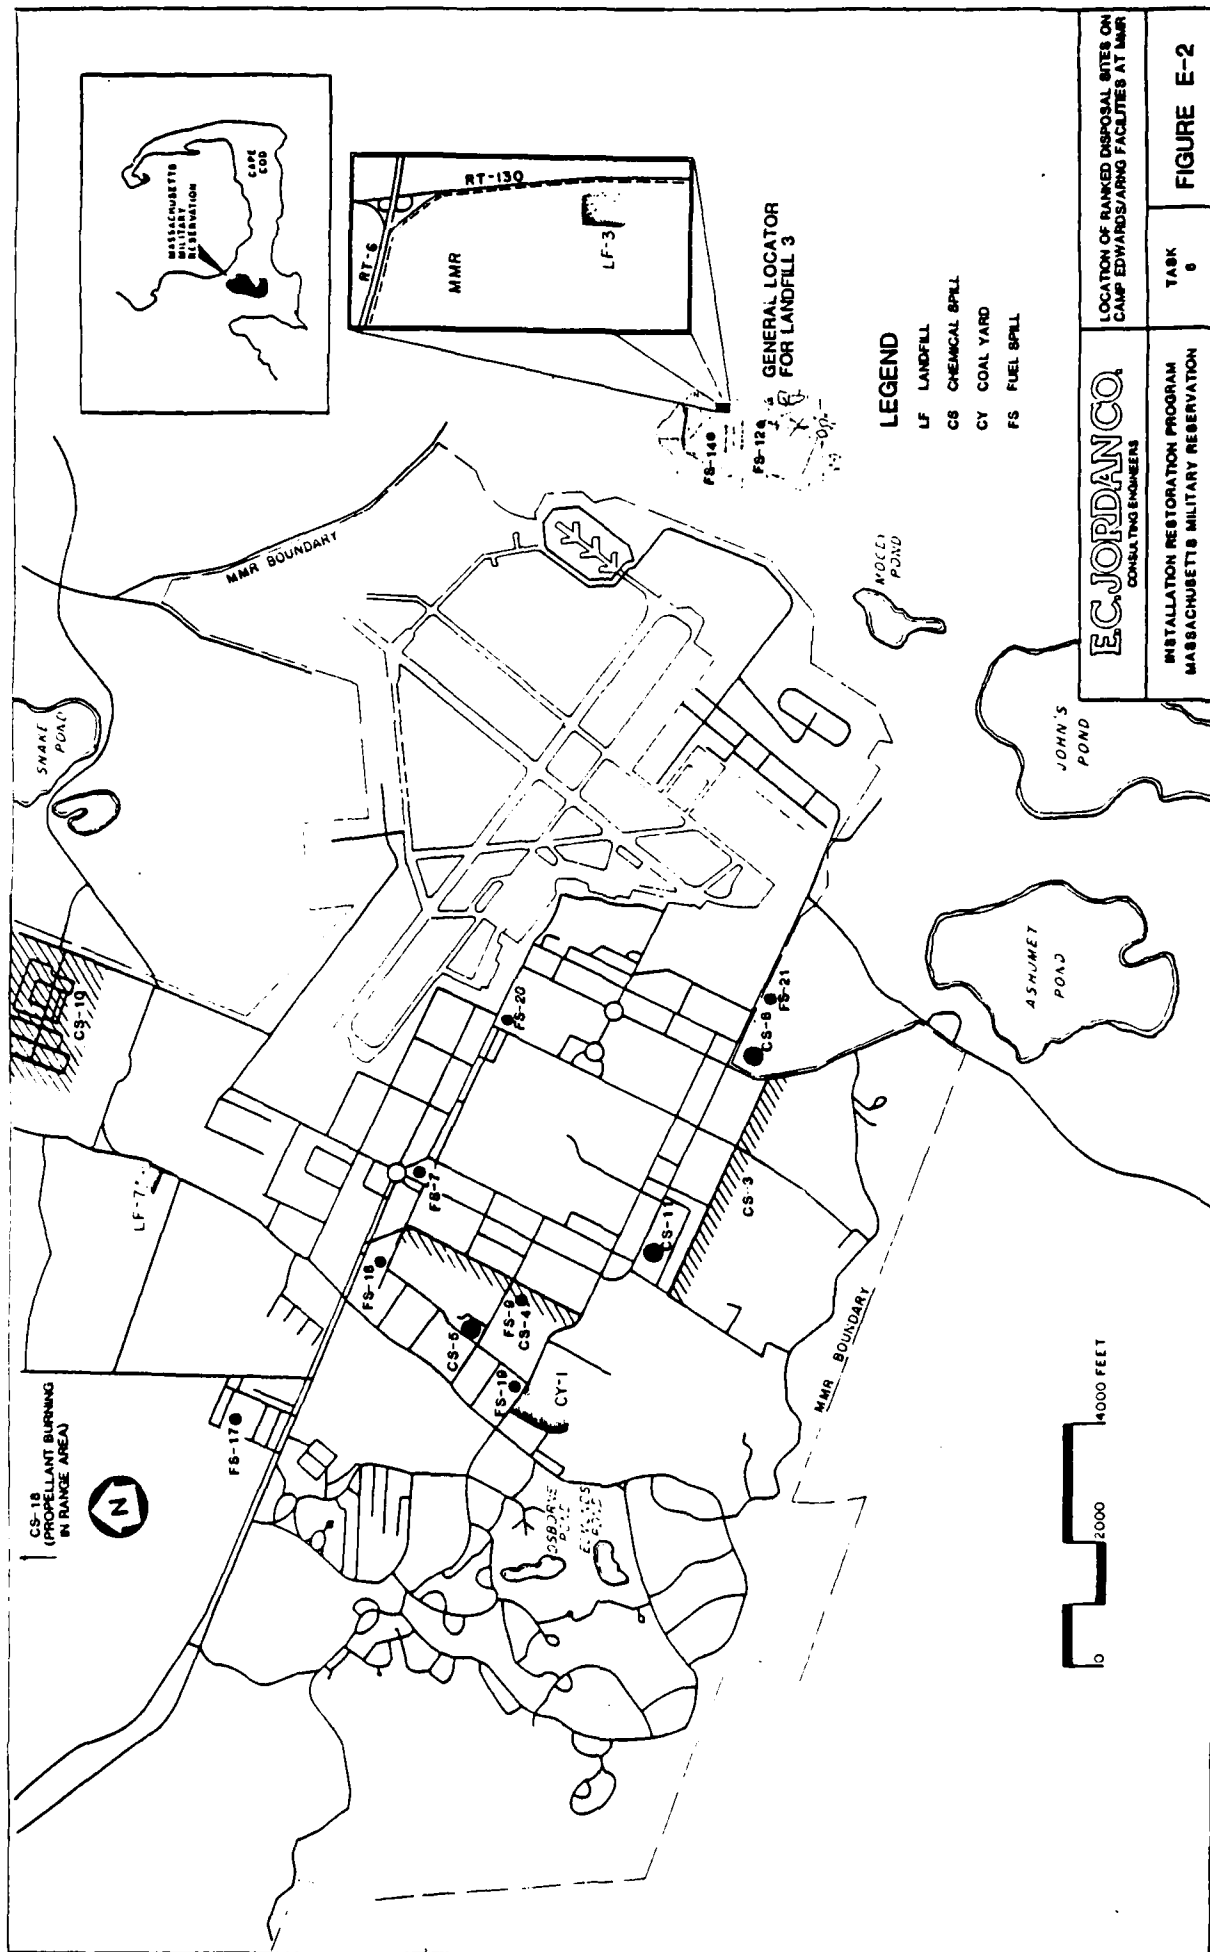 CS-18
(PROPELLANT BURNING
IN RANGE AREA)
N
FS-17
LF-7
CS-10
SNAKE
POND
MMR BOUNDARY
MASSACHUSETTS
MILITARY
RESERVATION
CAPE
COD
RT-6
RT-130
MMR
LF-3
GENERAL LOCATOR
FOR LANDFILL 3
FS-14
FS-12
FS-18
FS-7
FS-20
CS-5
FS-9
CS-4
FS-19
CY-1
CS-11
CS-3
CS-8
FS-21
OSBORNE
POND
MMR BOUNDARY
ASHUMET
POND
JOHN'S
POND
POND
LEGEND
LF LANDFILL
CS CHEMICAL SPILL
CY COAL YARD
FS FUEL SPILL
0
2000
4000 FEET
E.C.JORDAN CO.
CONSULTING ENGINEERS
LOCATION OF RANKED DISPOSAL SITES ON
CAMP EDWARDS/ARNG FACILITIES AT MMR
INSTALLATION RESTORATION PROGRAM
MASSACHUSETTS MILITARY RESERVATION
TASK
6
FIGURE E-2